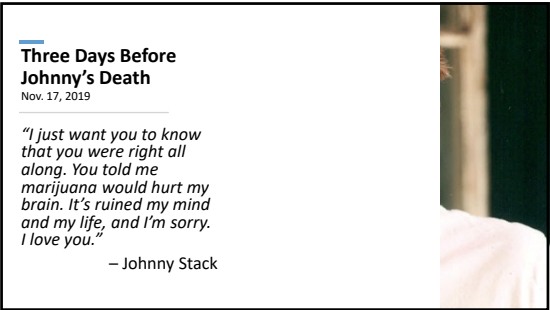 Three Days Before
Johnny’s Death
Nov. 17, 2019
“I just want you to know
that you were right all
along. You told me
marijuana would hurt my
brain. It’s ruined my mind
and my life, and I’m sorry.
I love you.”
– Johnny Stack